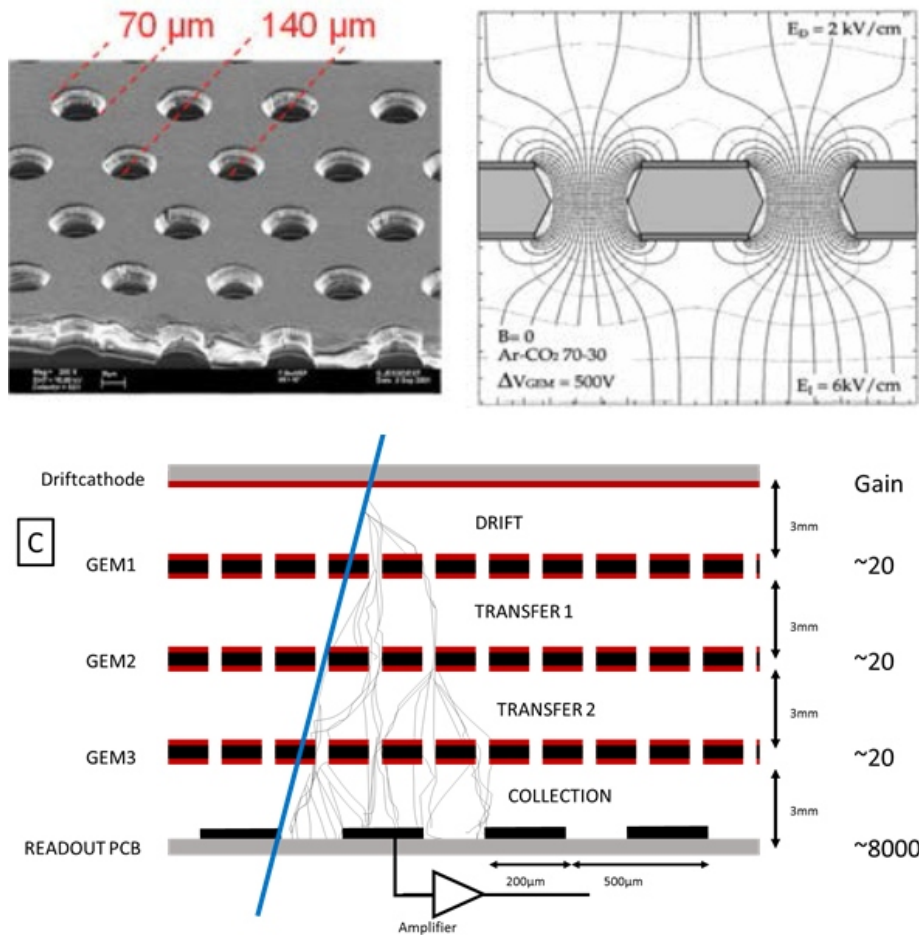 70 µm
140 µm
E_D = 2 kV/cm
B= 0
Ar-CO₂ 70-30
ΔV_GEM = 500V
E_I = 6kV/cm
Driftcathode
Gain
C
DRIFT
3mm
GEM1
~20
TRANSFER 1
3mm
GEM2
~20
TRANSFER 2
3mm
GEM3
~20
COLLECTION
3mm
READOUT PCB
~8000
200µm
500µm
Amplifier